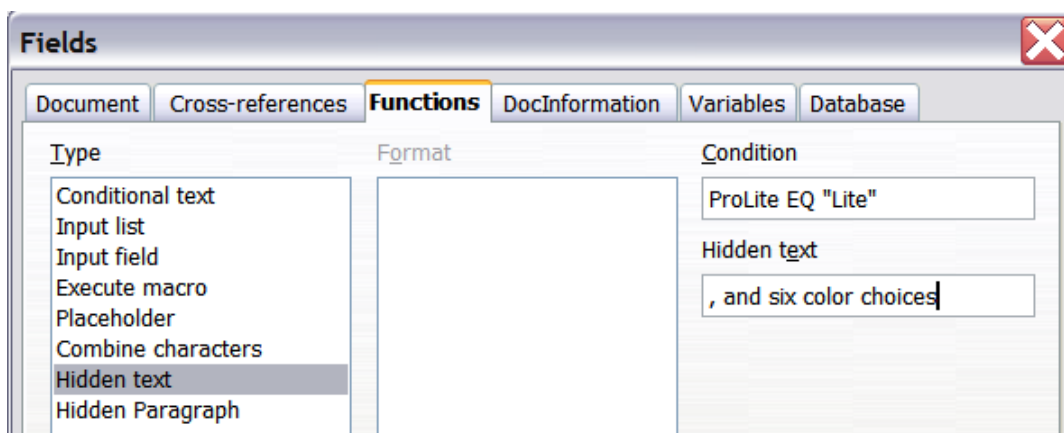 Fields
Document Cross-references Functions DocInformation Variables Database
Type
Conditional text
Input list
Input field
Execute macro
Placeholder
Combine characters
Hidden text
Hidden Paragraph
Format
Condition
ProLite EQ "Lite"
Hidden text
, and six color choices